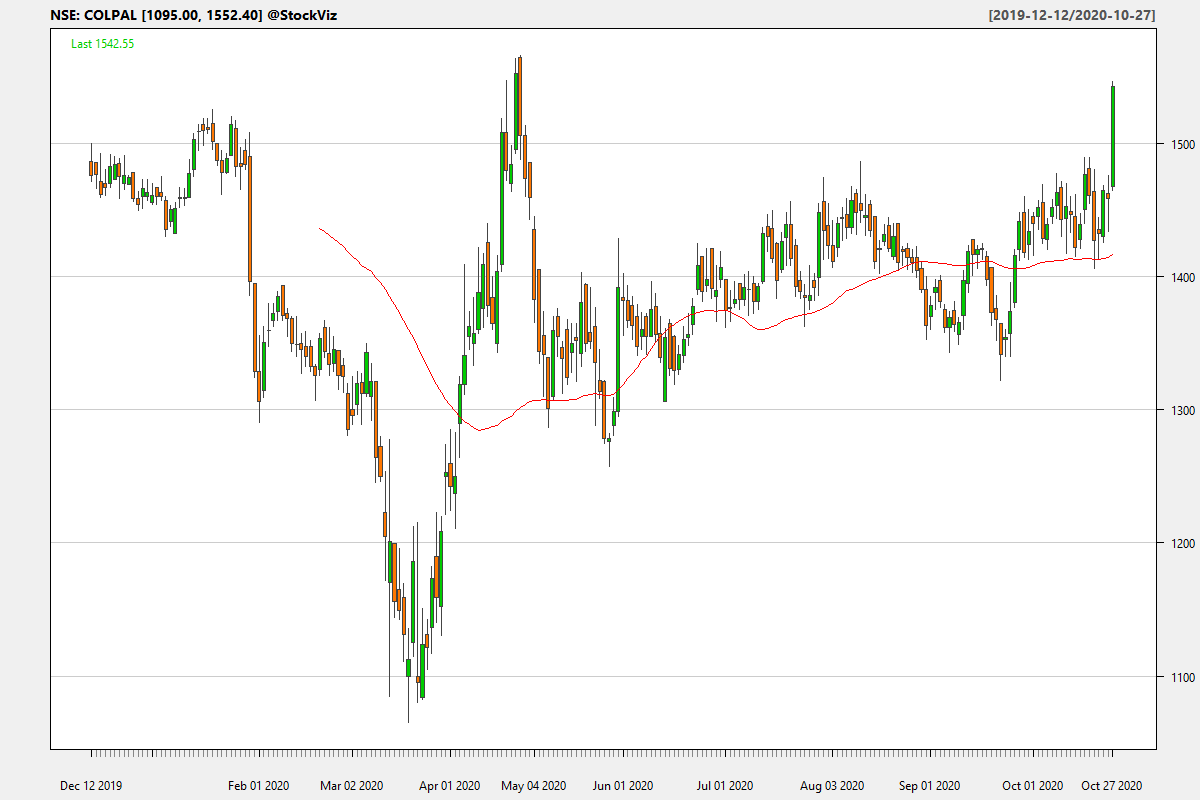 NSE: COLPAL [1095.00, 1552.40] @StockViz
[2019-12-12/2020-10-27]
Last 1542.55
1500
1400
1300
1200
1100
Dec 12 2019 Feb 01 2020 Mar 02 2020 Apr 01 2020 May 04 2020 Jun 01 2020 Jul 01 2020 Aug 03 2020 Sep 01 2020 Oct 01 2020 Oct 27 2020